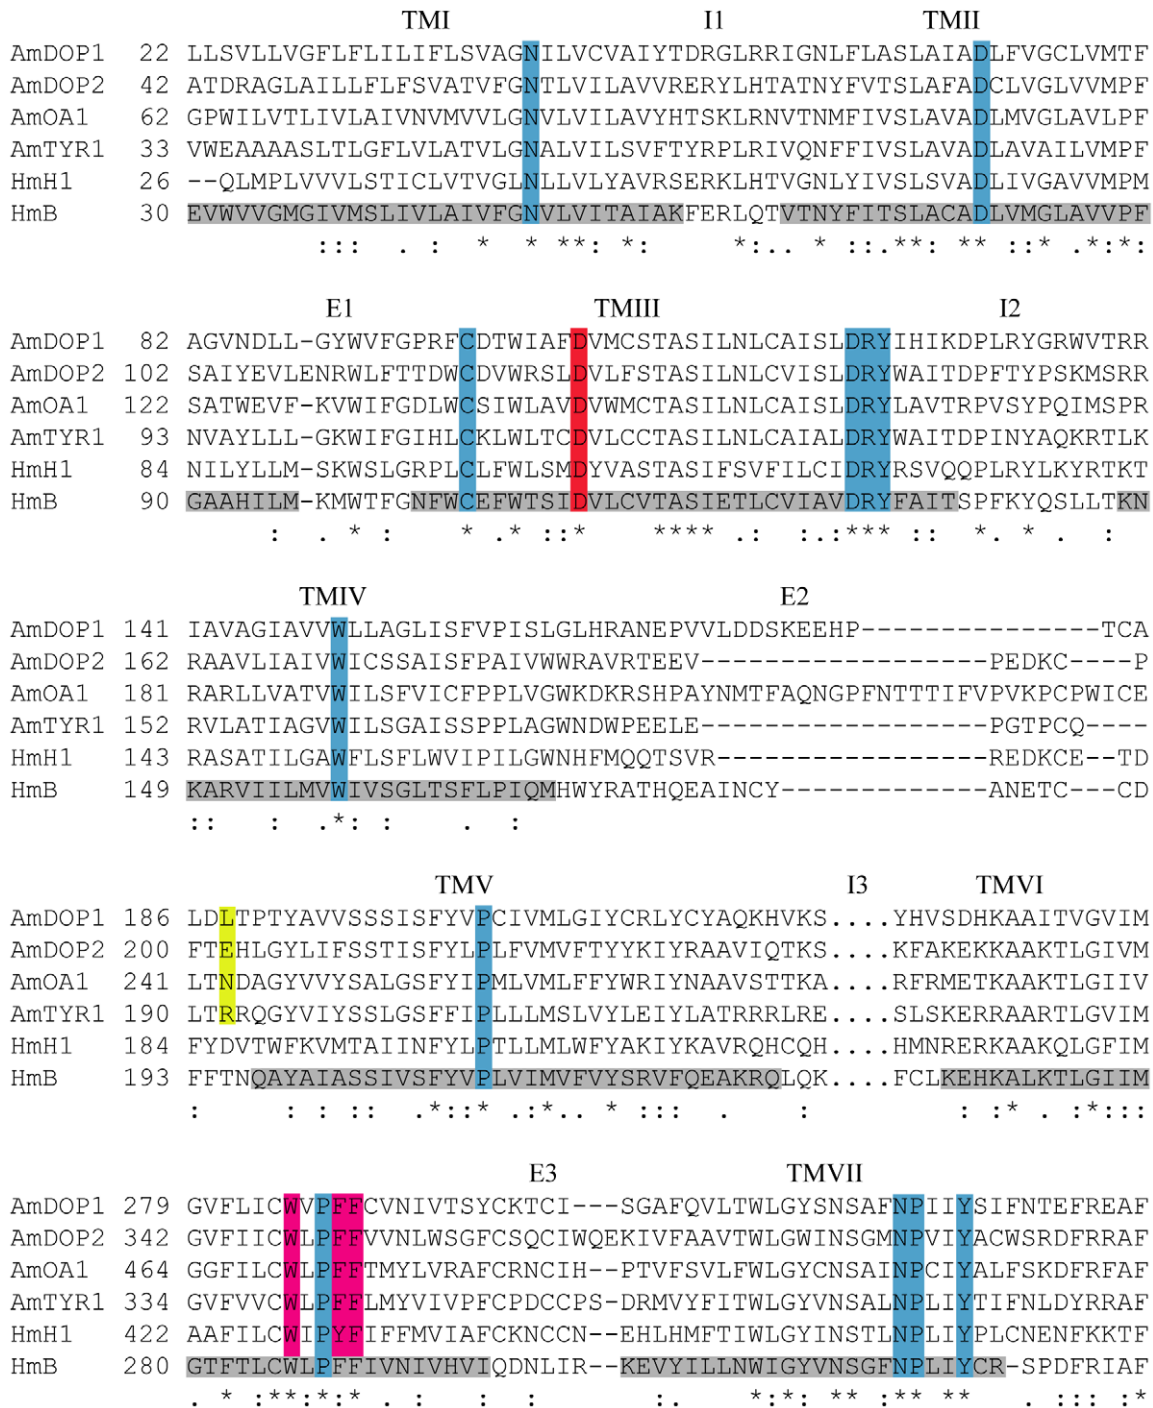 TMI I1 TMII
AmDOP1 22 LLSVLLVGFLFLILIFLSVAGNILVCVAIYTDRGLRRIGNLFLASLAIADLFVGCLVMTF
AmDOP2 42 ATDRAGLAILLFLFSVATVFGNTLVILAVVRERYLHTATNYFVTSLAFADCLVGLVVMPF
AmOA1 62 GPWILVTLIVLAIVNVMVVLGNVLVILAVYHTSKLRNVTNMFIVSLAVADLMVGLAVLPF
AmTYR1 33 VWEAAAASLTLGFLVLATVLGNALVILSVFTYRPLRIVQNFFIVSLAVADLAVAILVMPF
HmH1 26 --QLMPLVVVLSTICLVTVGLNLLVLYAVRSERKLHTVGNLYIVSLSVADLIVGAVVMPM
HmB 30 EVWVVGMGIVMSLIVLAIVFGNVLVITAIAKFERLQTVTNYFITSLACADLVMGLAVVPF
:::  .  :   *  * **: *:      *:..  *  ::.**: **  ::*  .*:*:
E1 TMIII I2
AmDOP1 82 AGVNDLL-GYWVFGPRFCDTWIAFDVMCSTASILNLCAISLDRYIHIKDPLRYGRWVTRR
AmDOP2 102 SAIYEVLENRWLFTTDWCDVWRSLDVLFSTASILNLCVISLDRYWAITDPFTYPSKMSRR
AmOA1 122 SATWEVF-KVWIFGDLWCSIWLAVDVWMCTASILNLCAISLDRYLAVTRPVSYPQIMSPR
AmTYR1 93 NVAYLLL-GKWIFGIHLCKLWLTCDVLCCTASILNLCAIALDRYWAITDPINYAQKRTLK
HmH1 84 NILYLLM-SKWSLGRPLCLFWLSMDYVASTASIFSVFILCIDRYRSVQQPLRYLKYRTKT
HmB 90 GAAHILM-KMWTFGNFWCEFWTSIDVLCVTASIETLCVIAVDRYFAITSPFKYQSLLTKN
:  . * :    *  .* ::*    **** .:  :.:*** ::  *.  * .  :
TMIV E2
AmDOP1 141 IAVAGIAVVWLLAGLISFVPISLGLHRANEPVVLDDSKEEHP---------------TCA
AmDOP2 162 RAAVLIAIVWICSSAISFPAIVWWRAVRTEEV------------------PEDKC----P
AmOA1 181 RARLLVATVWILSFVICFPPLVGWKDKRSHPAYNMTFAQNGPFNTTTIFVPVKPCPWICE
AmTYR1 152 RVLATIAGVWILSGAISSPPLAGWNDWPEELE------------------PGTPCQ----
HmH1 143 RASATILGAWFLSFLWVIPILGWNHFMQQTSVR-----------------REDKCE--TD
HmB 149 KARVIILMVWIVSGLTSFLPIQMHWYRATHQEAINCY-------------ANETC---CD
::   :  .*: :    .  :
TMV I3 TMVI
AmDOP1 186 LDLTPTYAVVSSSISFYVPCIVMLGIYCRLYCYAQKHVKS....YHVSDHKAAITVGVIM
AmDOP2 200 FTEHLGYLIFSSTISFYLPLFVMVFTYYKIYRAAVIQTKS....KFAKEKKAAKTLGIVM
AmOA1 241 LTNDAGYVVYSALGSFYIPMLVMLFFYWRIYNAAVSTTKA....RFRMETKAAKTLGIIV
AmTYR1 190 LTRRQGYVIYSSLGSFFIPLLLMSLVYLEIYLATRRRLRE....SLSKERRAARTLGVIM
HmH1 184 FYDVTWFKVMTAIINFYLPTLLMLWFYAKIYKAVRQHCQH....HMNRERKAAKQLGFIM
HmB 193 FFTNQAYAIASSIVSFYVPLVIMVFVYSRVFQEAKRQLQK....FCLKEHKALKTLGIIM
:     : : ::  .*::* .:*..  * :::  .    :         : :* . :*:::
E3 TMVII
AmDOP1 279 GVFLICWVPFFCVNIVTSYCKTCI---SGAFQVLTWLGYSNSAFNPIIYSIFNTEFREAF
AmDOP2 342 GVFIICWLPFFVVNLWSGFCSQCIWQEKIVFAAVTWLGWINSGMNPVIYACWSRDFRRAF
AmOA1 464 GGFILCWLPFFTMYLVRAFCRNCIH--PTVFSVLFWLGYCNSAINPCIYALFSKDFRFAF
AmTYR1 334 GVFVVCWLPFFLMYVIVPFCPDCCPS-DRMVYFITWLGYVNSALNPLIYTIFNLDYRRAF
HmH1 422 AAFILCWIPYFIFFMVIAFCKNCCN--EHLHMFTIWLGYINSTLNPLIYPLCNENFKKTF
HmB 280 GTFTLCWLPFFIVNIVHVIQDNLIR--KEVYILLNWIGYVNSGFNPLIYCR-SPDFRIAF
. * :**:*:*  . :   :  :       :.    *:*: ** :** **   . ::: :*